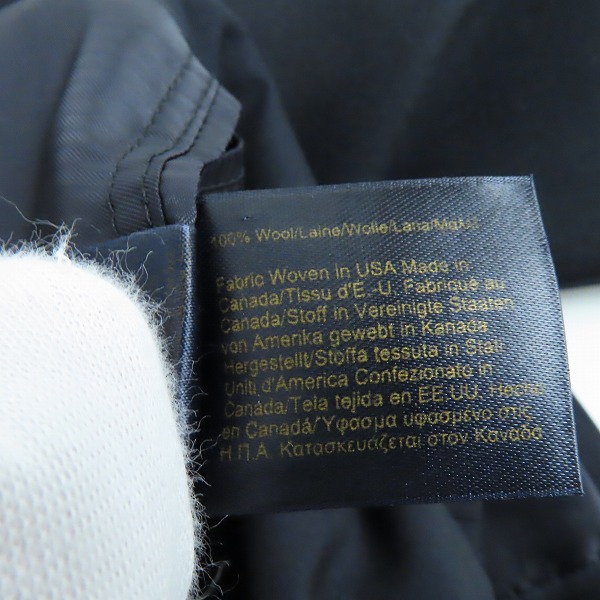 100% Wool/Laine/Wolle/Lana/Μαλλί
Fabric Woven in USA Made in
Canada/Tissu d'E.-U. Fabriqué au
Canada/Stoff in Vereinigte Staaten
von Amerika gewebt in Kanada
Hergestellt/Stoffa tessuta in Stati
Uniti d'America Confezionato in
Canada/Tela tejida en EE.UU. Hecho
en Canadá/Ύφασμα υφασμένο στις
Η.Π.Α. Κατασκευάζεται στον Καναδά